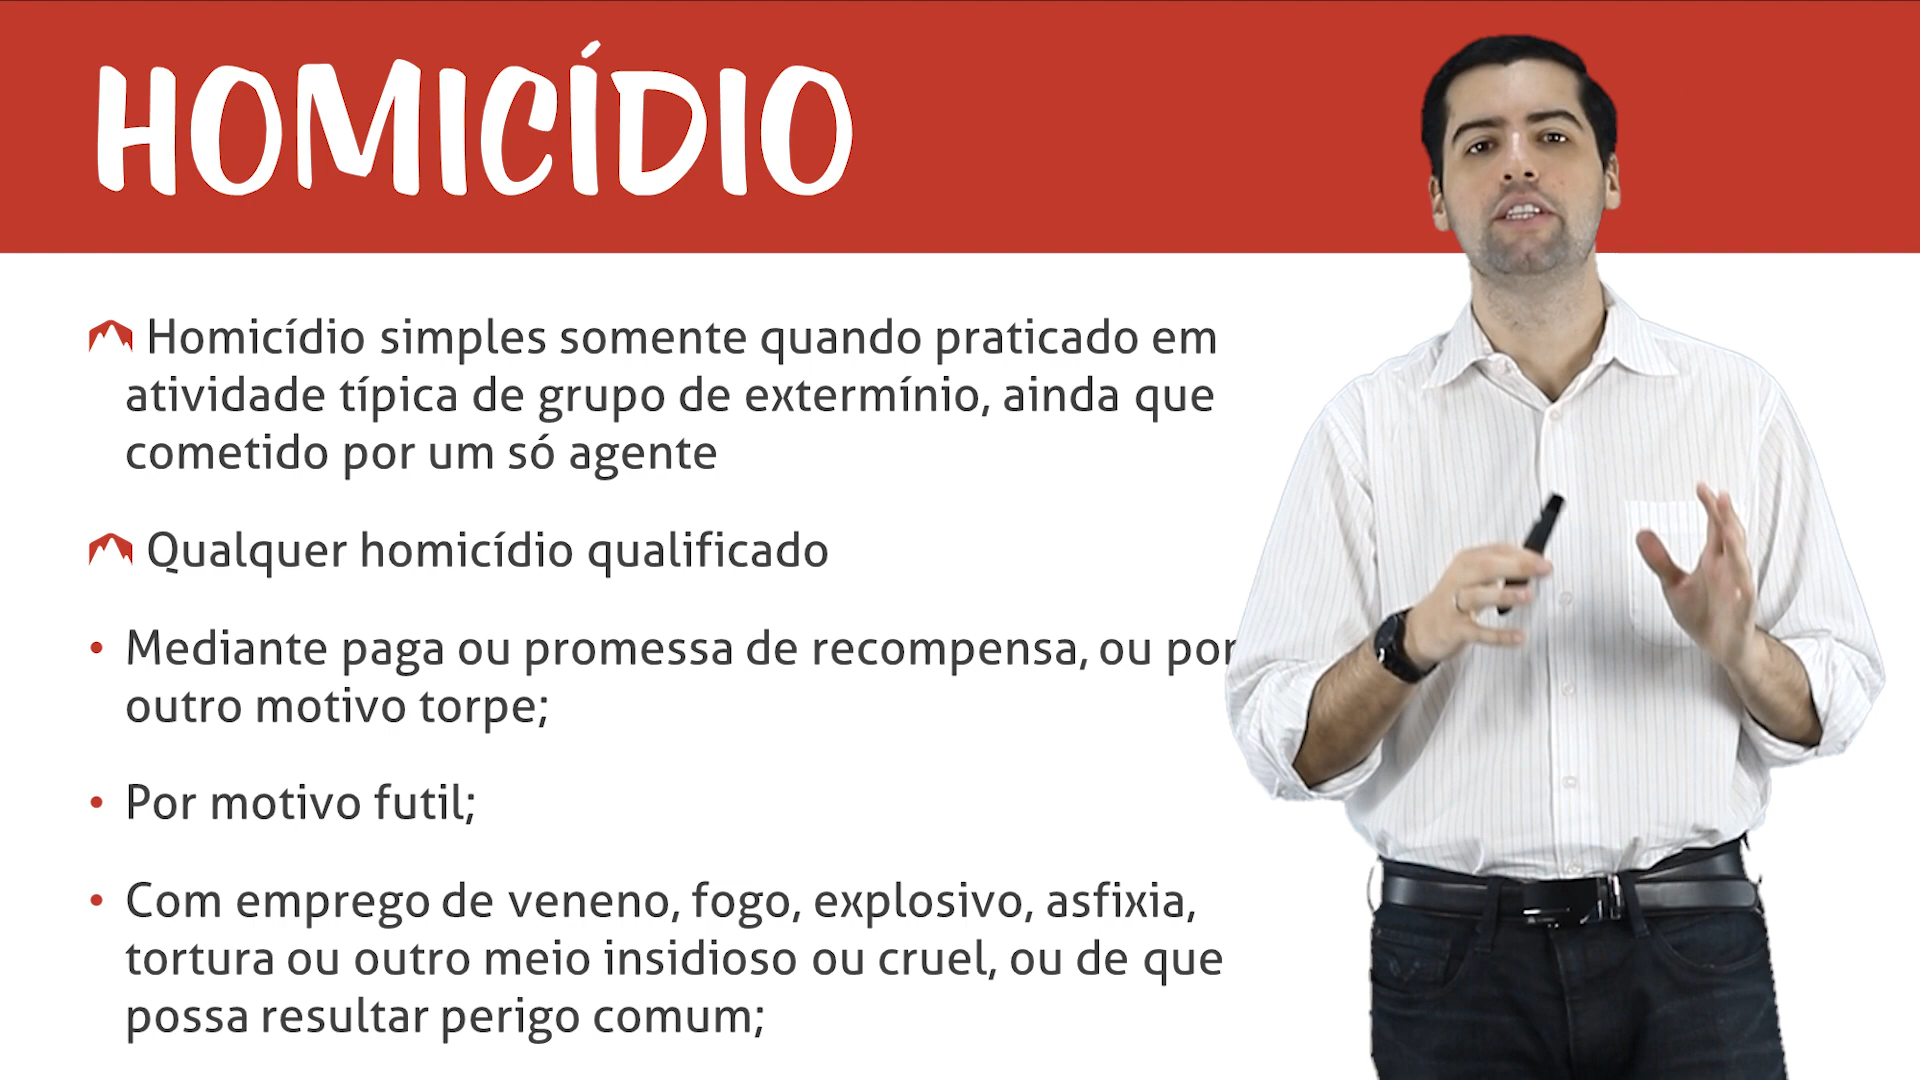 HOMICÍDIO
Homicídio simples somente quando praticado em
atividade típica de grupo de extermínio, ainda que
cometido por um só agente
Qualquer homicídio qualificado
• Mediante paga ou promessa de recompensa, ou por
outro motivo torpe;
• Por motivo futil;
• Com emprego de veneno, fogo, explosivo, asfixia,
tortura ou outro meio insidioso ou cruel, ou de que
possa resultar perigo comum;